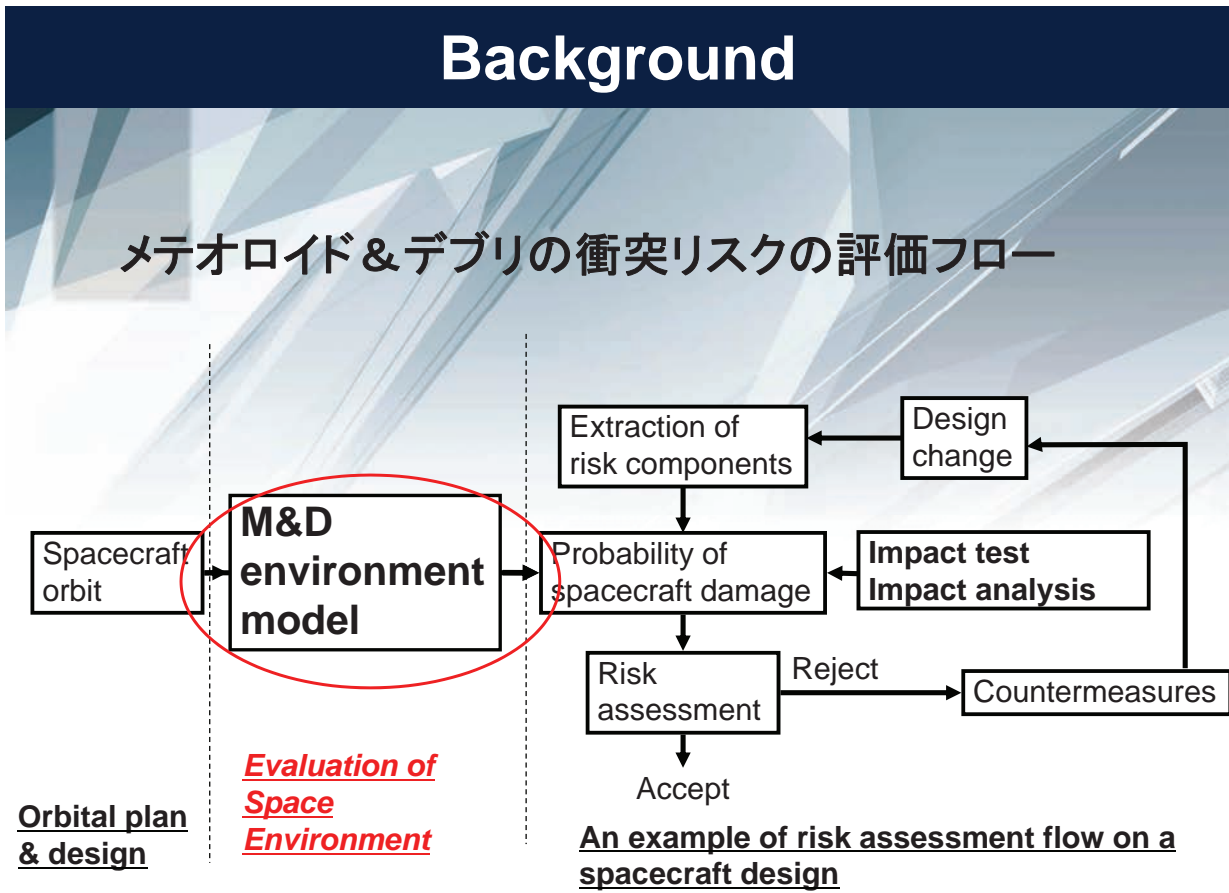 Background
メテオロイド＆デブリの衝突リスクの評価フロー
Extraction of
risk components
Design
change
Spacecraft
orbit
M&D
environment
model
Probability of
spacecraft damage
Impact test
Impact analysis
Risk
assessment
Reject
Countermeasures
Accept
Orbital plan
& design
Evaluation of
Space
Environment
An example of risk assessment flow on a
spacecraft design